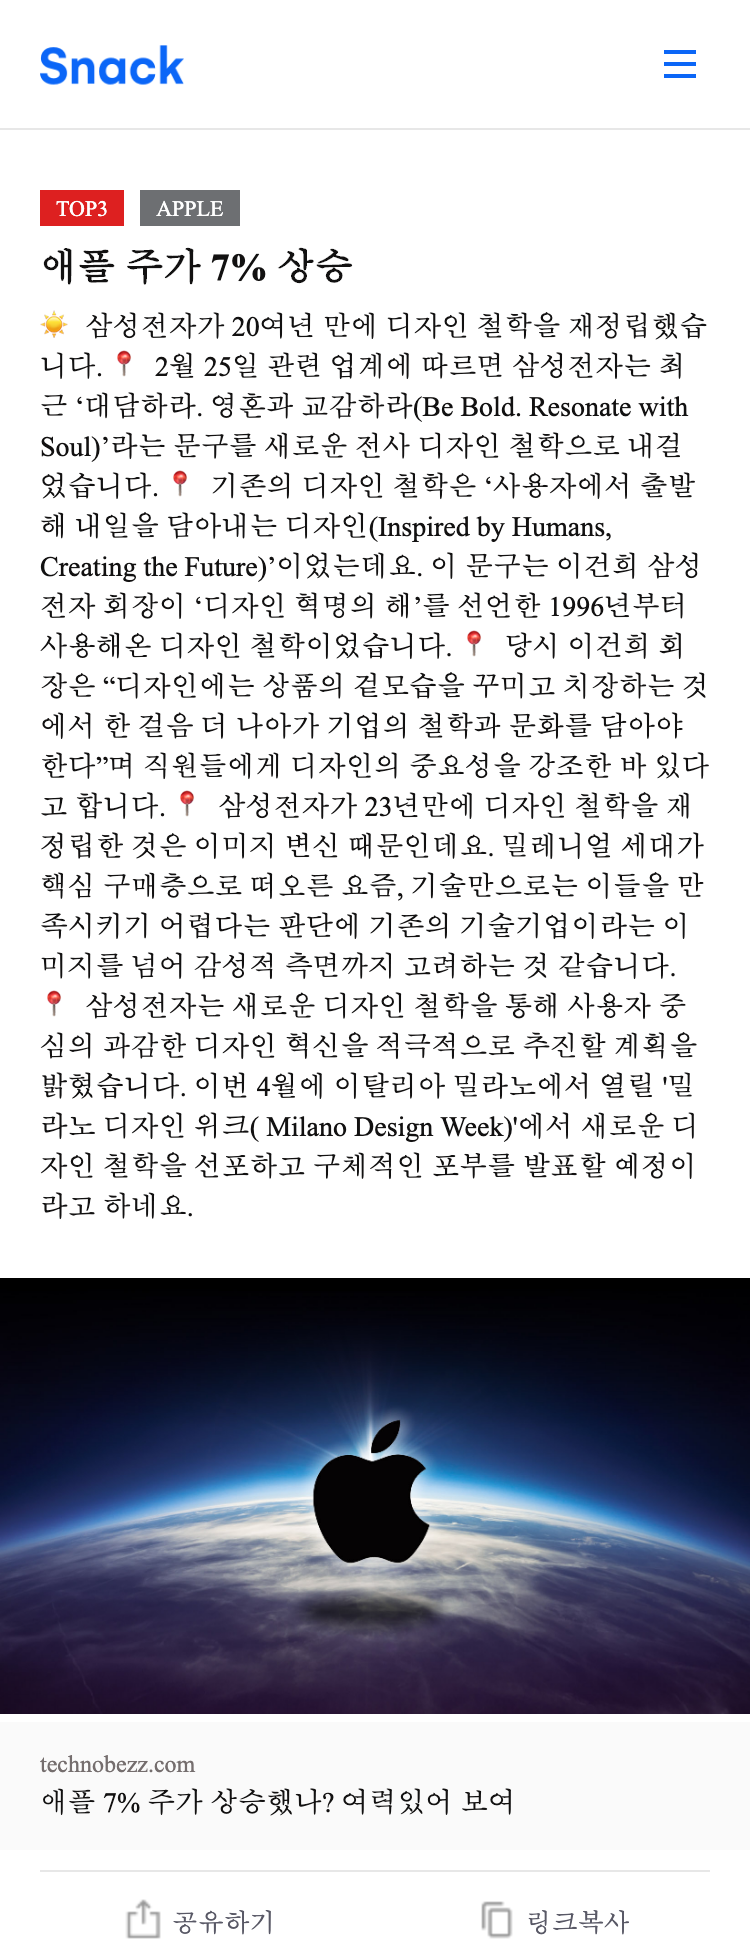 Snack
TOP3 APPLE
애플 주가 7% 상승
☀️ 삼성전자가 20여년 만에 디자인 철학을 재정립했습
니다. 📍 2월 25일 관련 업계에 따르면 삼성전자는 최
근 ‘대담하라. 영혼과 교감하라(Be Bold. Resonate with
Soul)’라는 문구를 새로운 전사 디자인 철학으로 내걸
었습니다. 📍 기존의 디자인 철학은 ‘사용자에서 출발
해 내일을 담아내는 디자인(Inspired by Humans,
Creating the Future)’이었는데요. 이 문구는 이건희 삼성
전자 회장이 ‘디자인 혁명의 해’를 선언한 1996년부터
사용해온 디자인 철학이었습니다. 📍 당시 이건희 회
장은 “디자인에는 상품의 겉모습을 꾸미고 치장하는 것
에서 한 걸음 더 나아가 기업의 철학과 문화를 담아야
한다”며 직원들에게 디자인의 중요성을 강조한 바 있다
고 합니다. 📍 삼성전자가 23년만에 디자인 철학을 재
정립한 것은 이미지 변신 때문인데요. 밀레니얼 세대가
핵심 구매층으로 떠오른 요즘, 기술만으로는 이들을 만
족시키기 어렵다는 판단에 기존의 기술기업이라는 이
미지를 넘어 감성적 측면까지 고려하는 것 같습니다.
📍 삼성전자는 새로운 디자인 철학을 통해 사용자 중
심의 과감한 디자인 혁신을 적극적으로 추진할 계획을
밝혔습니다. 이번 4월에 이탈리아 밀라노에서 열릴 '밀
라노 디자인 위크( Milano Design Week)'에서 새로운 디
자인 철학을 선포하고 구체적인 포부를 발표할 예정이
라고 하네요.
technobezz.com
애플 7% 주가 상승했나? 여력있어 보여
공유하기 링크복사